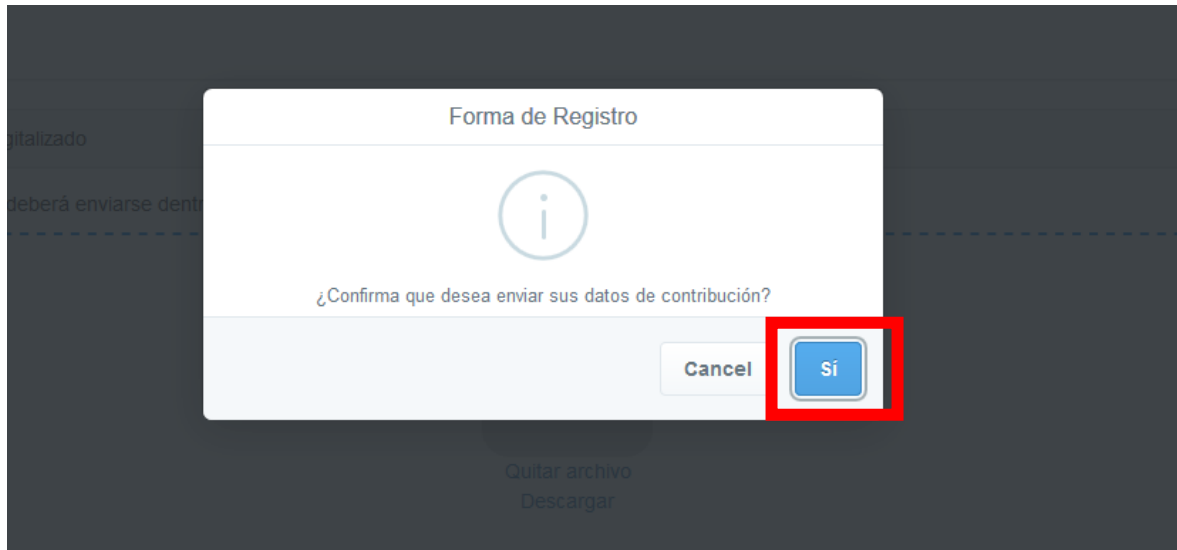 Forma de Registro
gitalizado
deberá enviarse dent
¿Confirma que desea enviar sus datos de contribución?
Cancel
Sí
Quitar archivo
Descargar